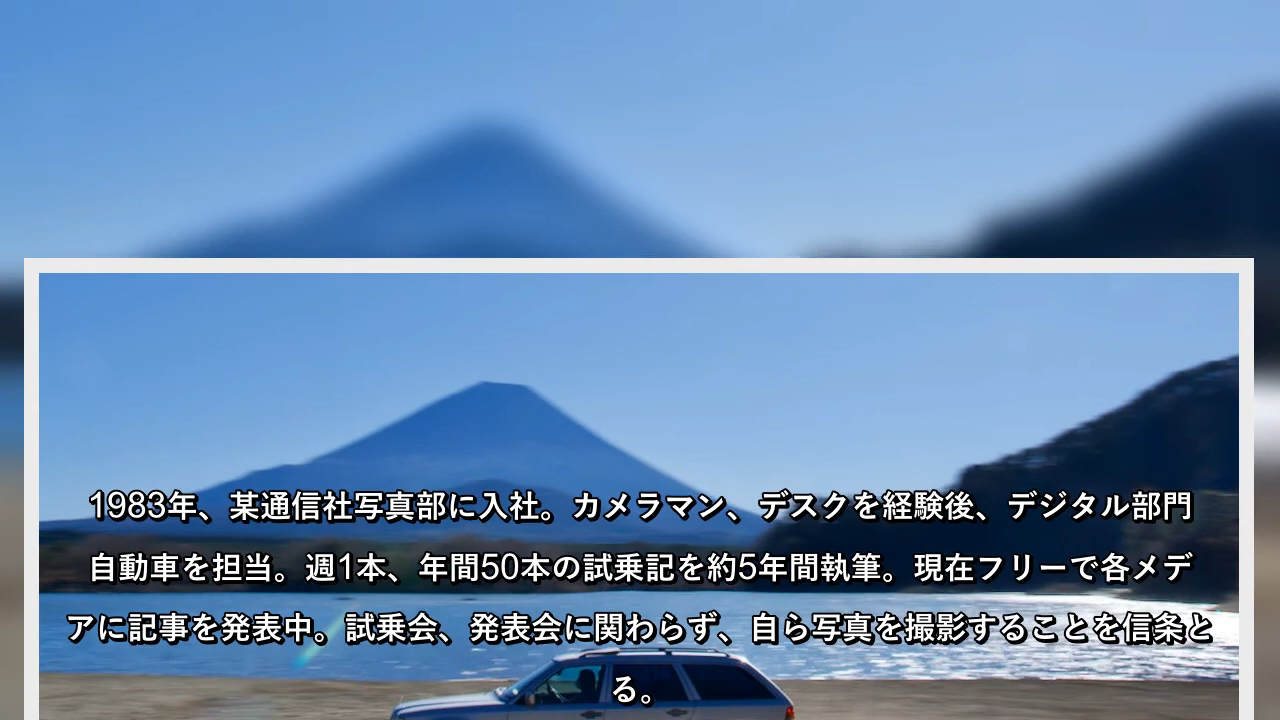 1983年、某通信社写真部に入社。カメラマン、デスクを経験後、デジタル部門
自動車を担当。週1本、年間50本の試乗記を約5年間執筆。現在フリーで各メデ
アに記事を発表中。試乗会、発表会に関わらず、自ら写真を撮影することを信条と
る。